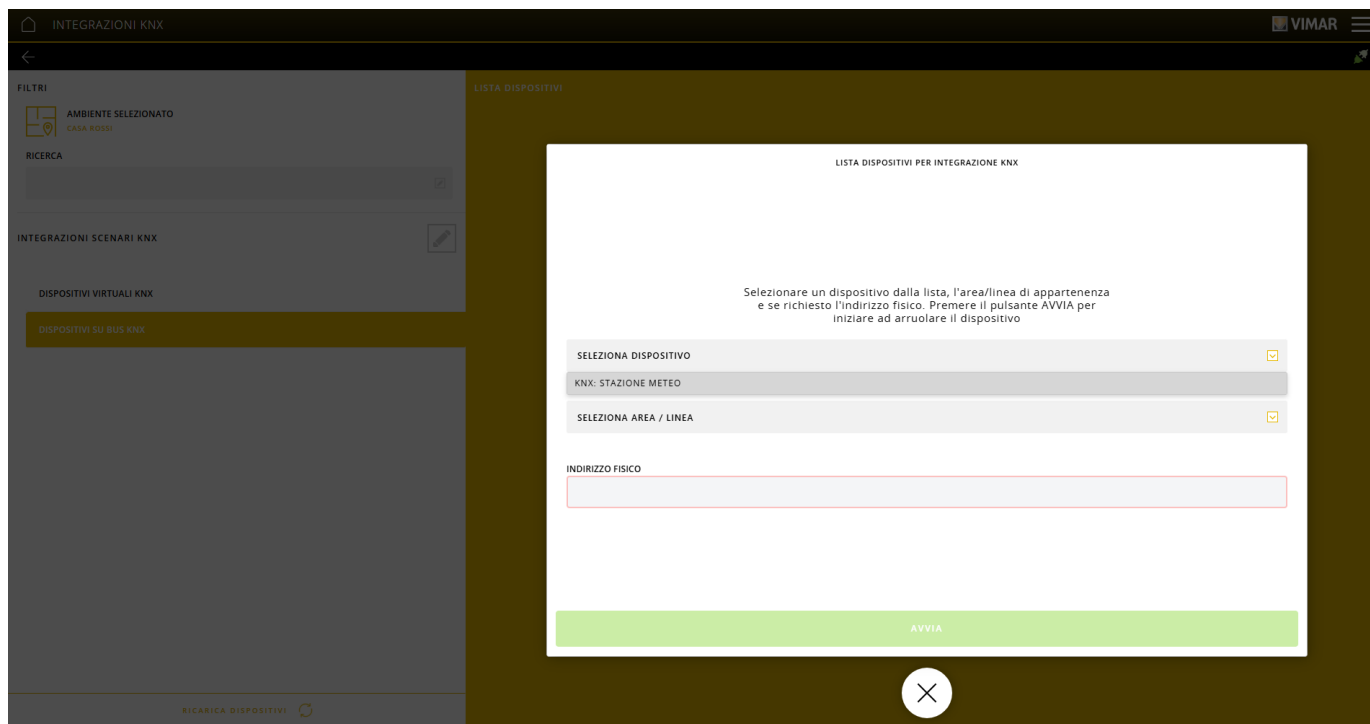 INTEGRAZIONI KNX
VIMAR
FILTRI
AMBIENTE SELEZIONATO
CASA ROSSI
RICERCA
INTEGRAZIONI SCENARI KNX
DISPOSITIVI VIRTUALI KNX
DISPOSITIVI SU BUS KNX
RICARICA DISPOSITIVI
LISTA DISPOSITIVI
LISTA DISPOSITIVI PER INTEGRAZIONE KNX
Selezionare un dispositivo dalla lista, l'area/linea di appartenenza
e se richiesto l'indirizzo fisico. Premere il pulsante AVVIA per
iniziare ad arruolare il dispositivo
SELEZIONA DISPOSITIVO
KNX: STAZIONE METEO
SELEZIONA AREA / LINEA
INDIRIZZO FISICO
AVVIA